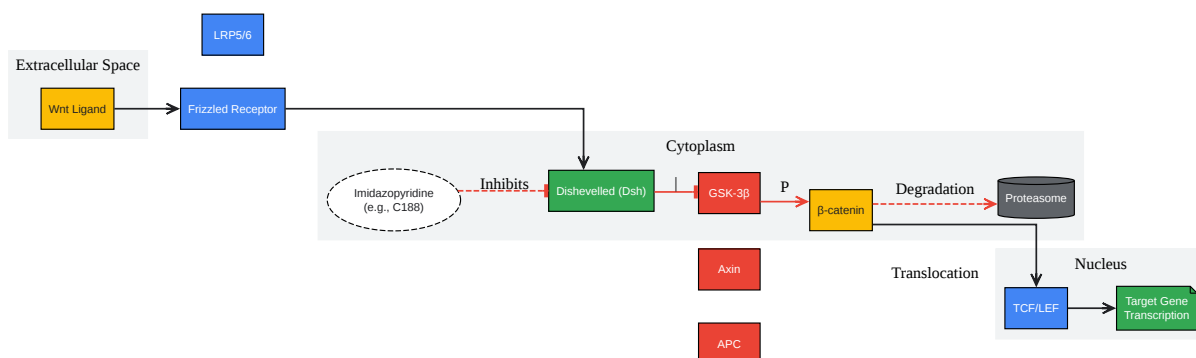 LRP5/6
Extracellular Space
Wnt Ligand
Frizzled Receptor
Cytoplasm
Imidazopyridine
(e.g., C188)
Inhibits
Dishevelled (Dsh)
GSK-3β
P
β-catenin
Degradation
Proteasome
Axin
Translocation
Nucleus
TCF/LEF
Target Gene
Transcription
APC